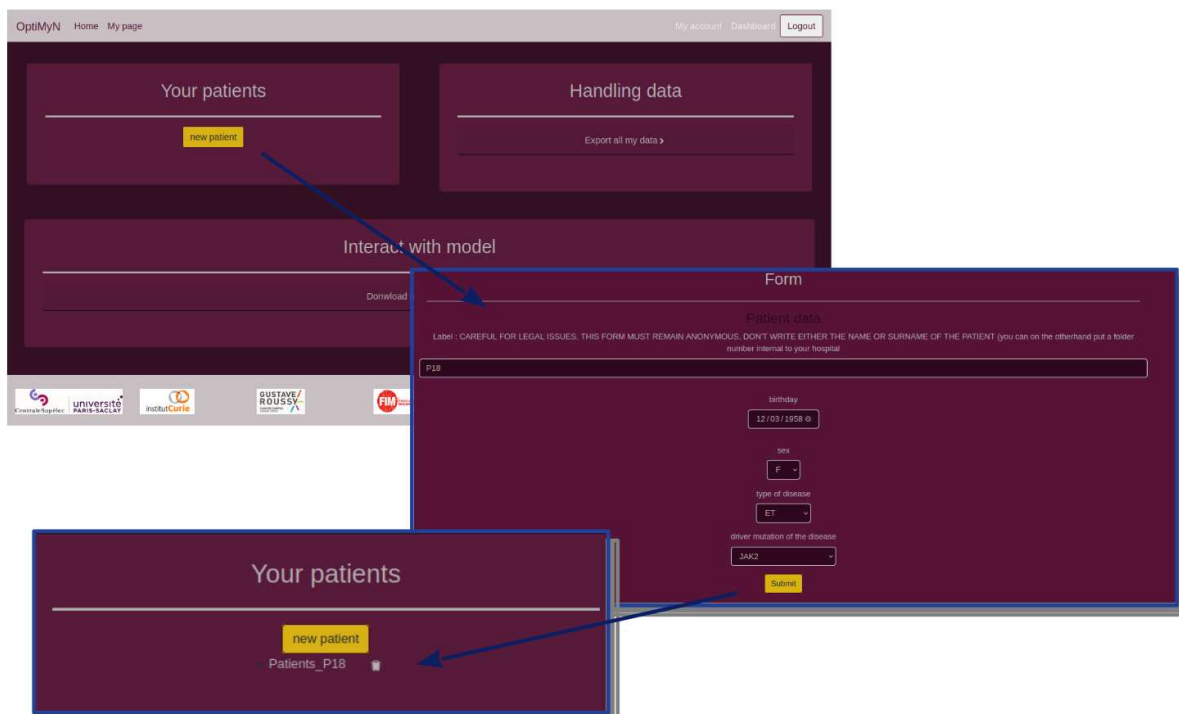 OptiMyN Home My page My account Dashboard Logout
Your patients
new patient
Handling data
Export all my data
Interact with model
Donwload
CentraleSupélec
université
PARIS-SACLAY
institutCurie
GUSTAVE/
ROUSSY
FIM
Form
Patient data
Label : CAREFUL FOR LEGAL ISSUES. THIS FORM MUST REMAIN ANONYMOUS, DON'T WRITE EITHER THE NAME OR SURNAME OF THE PATIENT (you can on the otherhand put a folder
number internal to your hospital
P18
birthday
12/03/1958
sex
F
type of disease
ET
driver mutation of the disease
JAK2
Submit
Your patients
new patient
Patients_P18